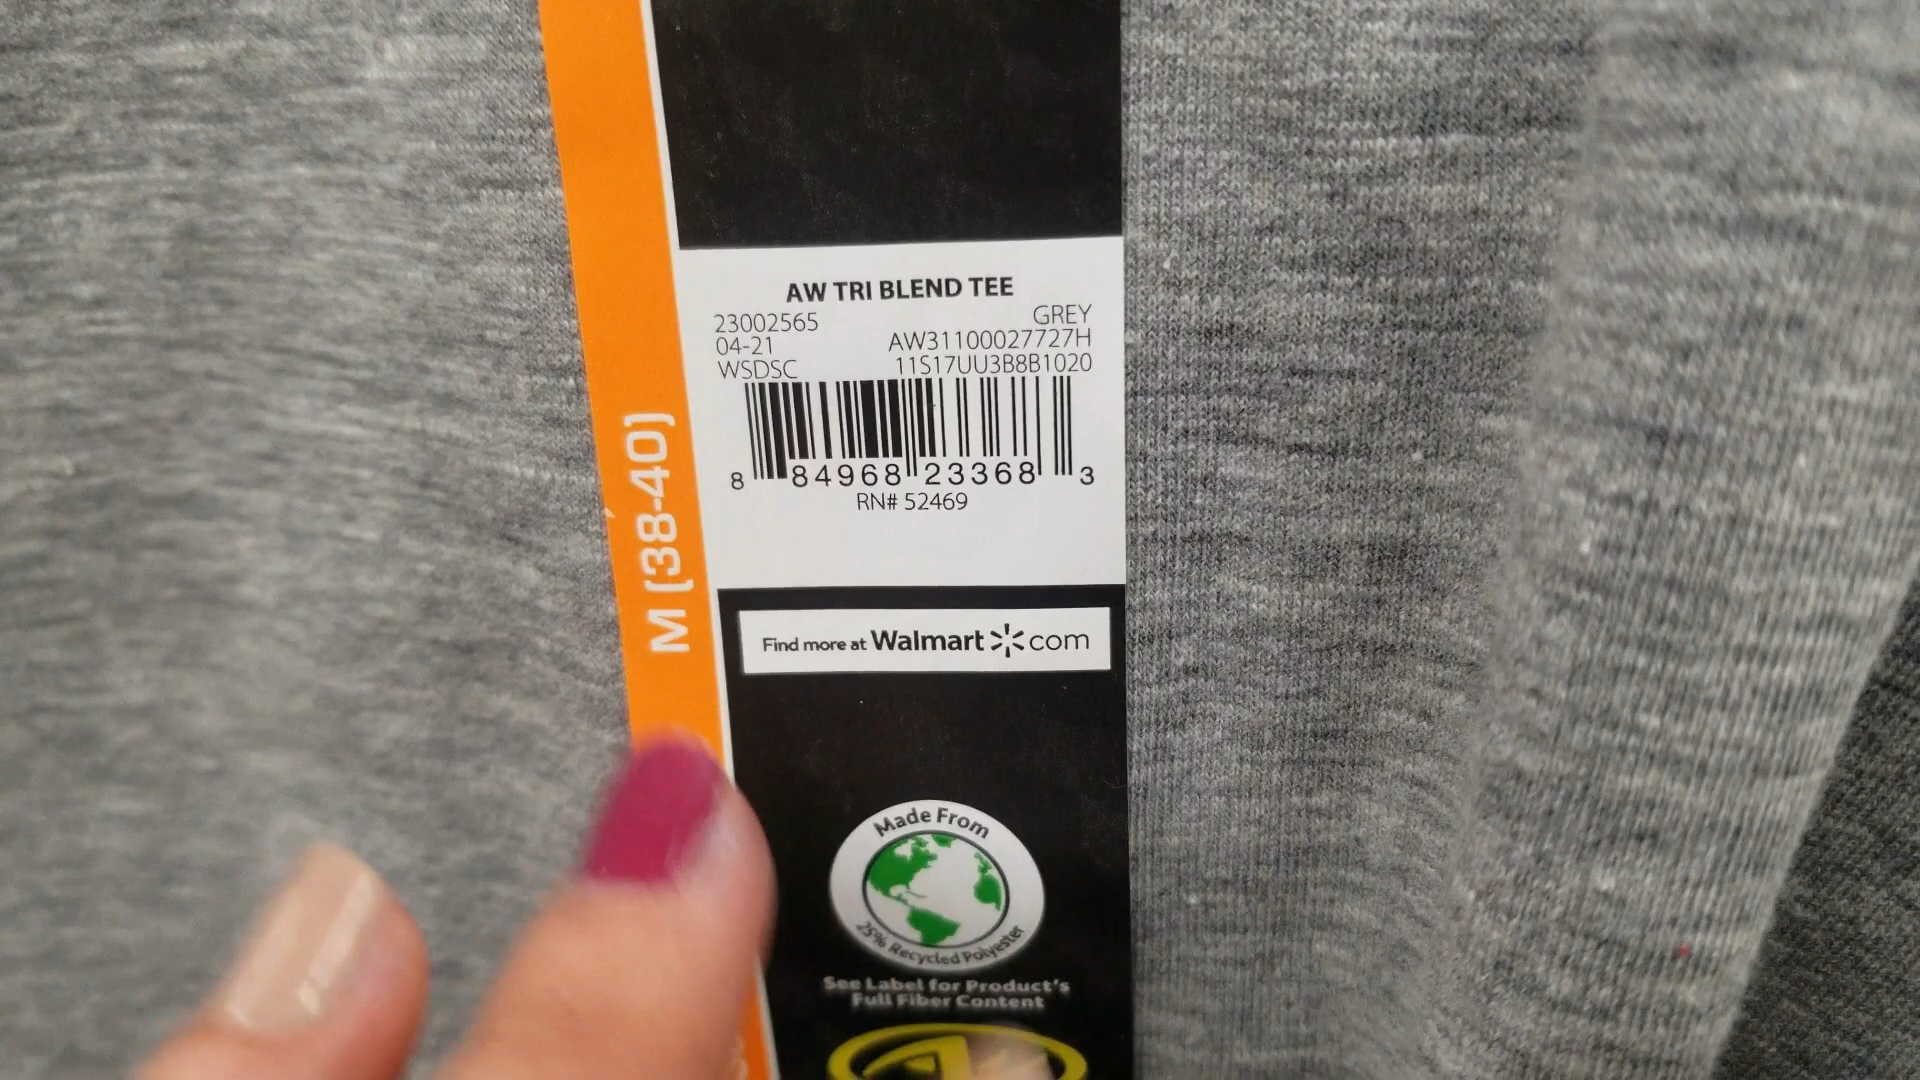 AW TRI BLEND TEE
23002565 GREY
04-21 AW31100027727H
WSDSC 11S17UU3B8B1020
8 84968 23368 3
RN# 52469
M (38-40)
Find more at Walmart com
Made From
25% Recycled Polyester
See Label for Product's
Full Fiber Content